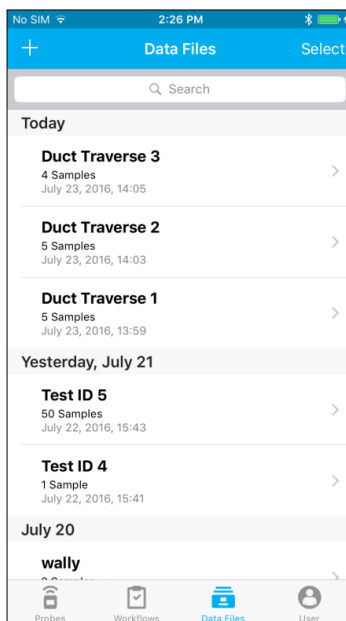 No SIM 2:26 PM
Data Files Select
Search
Today
Duct Traverse 3
4 Samples
July 23, 2016, 14:05
Duct Traverse 2
5 Samples
July 23, 2016, 14:03
Duct Traverse 1
5 Samples
July 23, 2016, 13:59
Yesterday, July 21
Test ID 5
50 Samples
July 22, 2016, 15:43
Test ID 4
1 Sample
July 22, 2016, 15:41
July 20
wally
Probes Workflows Data Files User